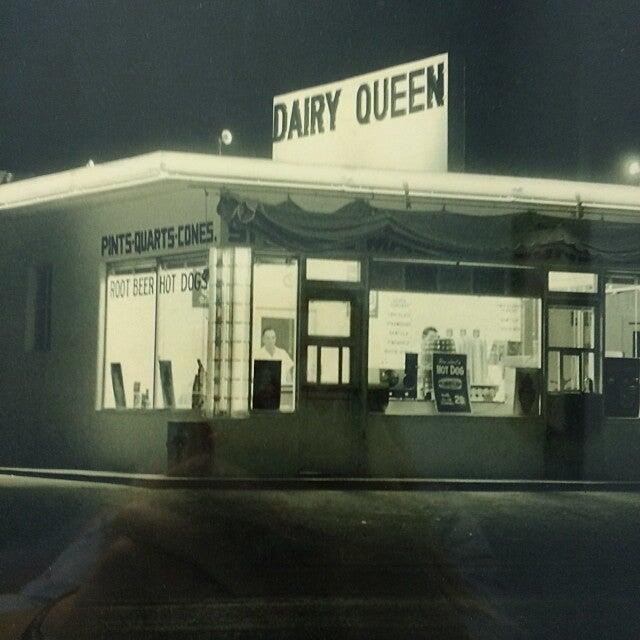 DAIRY QUEEN
PINTS-QUARTS-CONES
ROOT BEER HOT DOGS
HOT DOG